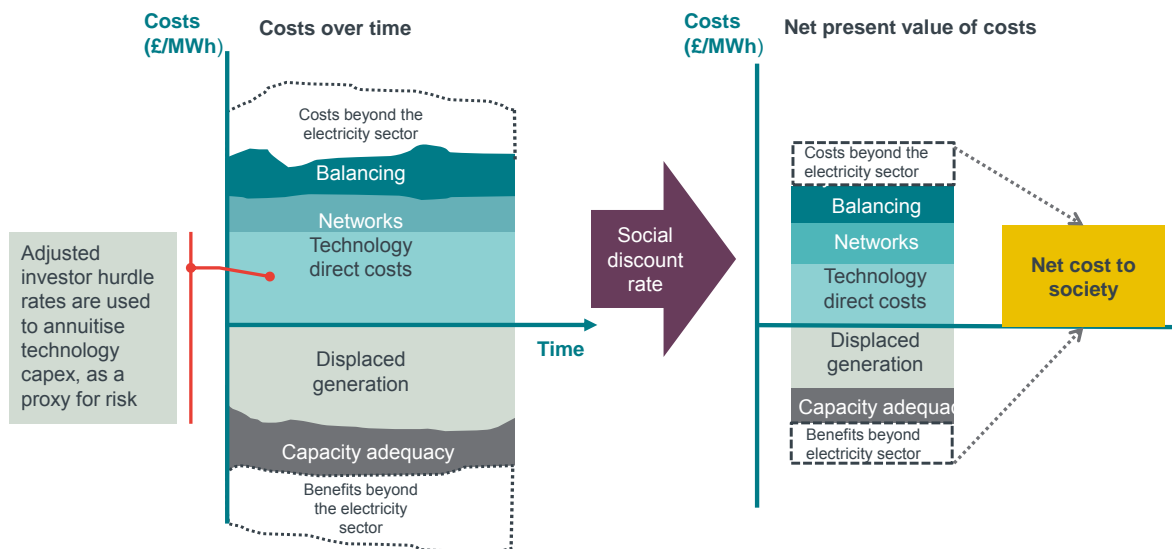 Costs
(£/MWh)
Costs over time
Costs beyond the
electricity sector
Balancing
Networks
Technology
direct costs
Time
Displaced
generation
Capacity adequacy
Benefits beyond
the electricity
sector
Adjusted
investor hurdle
rates are used
to annuitise
technology
capex, as a
proxy for risk
Social
discount
rate
Costs
(£/MWh)
Net present value of costs
Costs beyond the
electricity sector
Balancing
Networks
Technology
direct costs
Displaced
generation
Capacity adequac
Benefits beyond
electricity sector
Net cost to
society